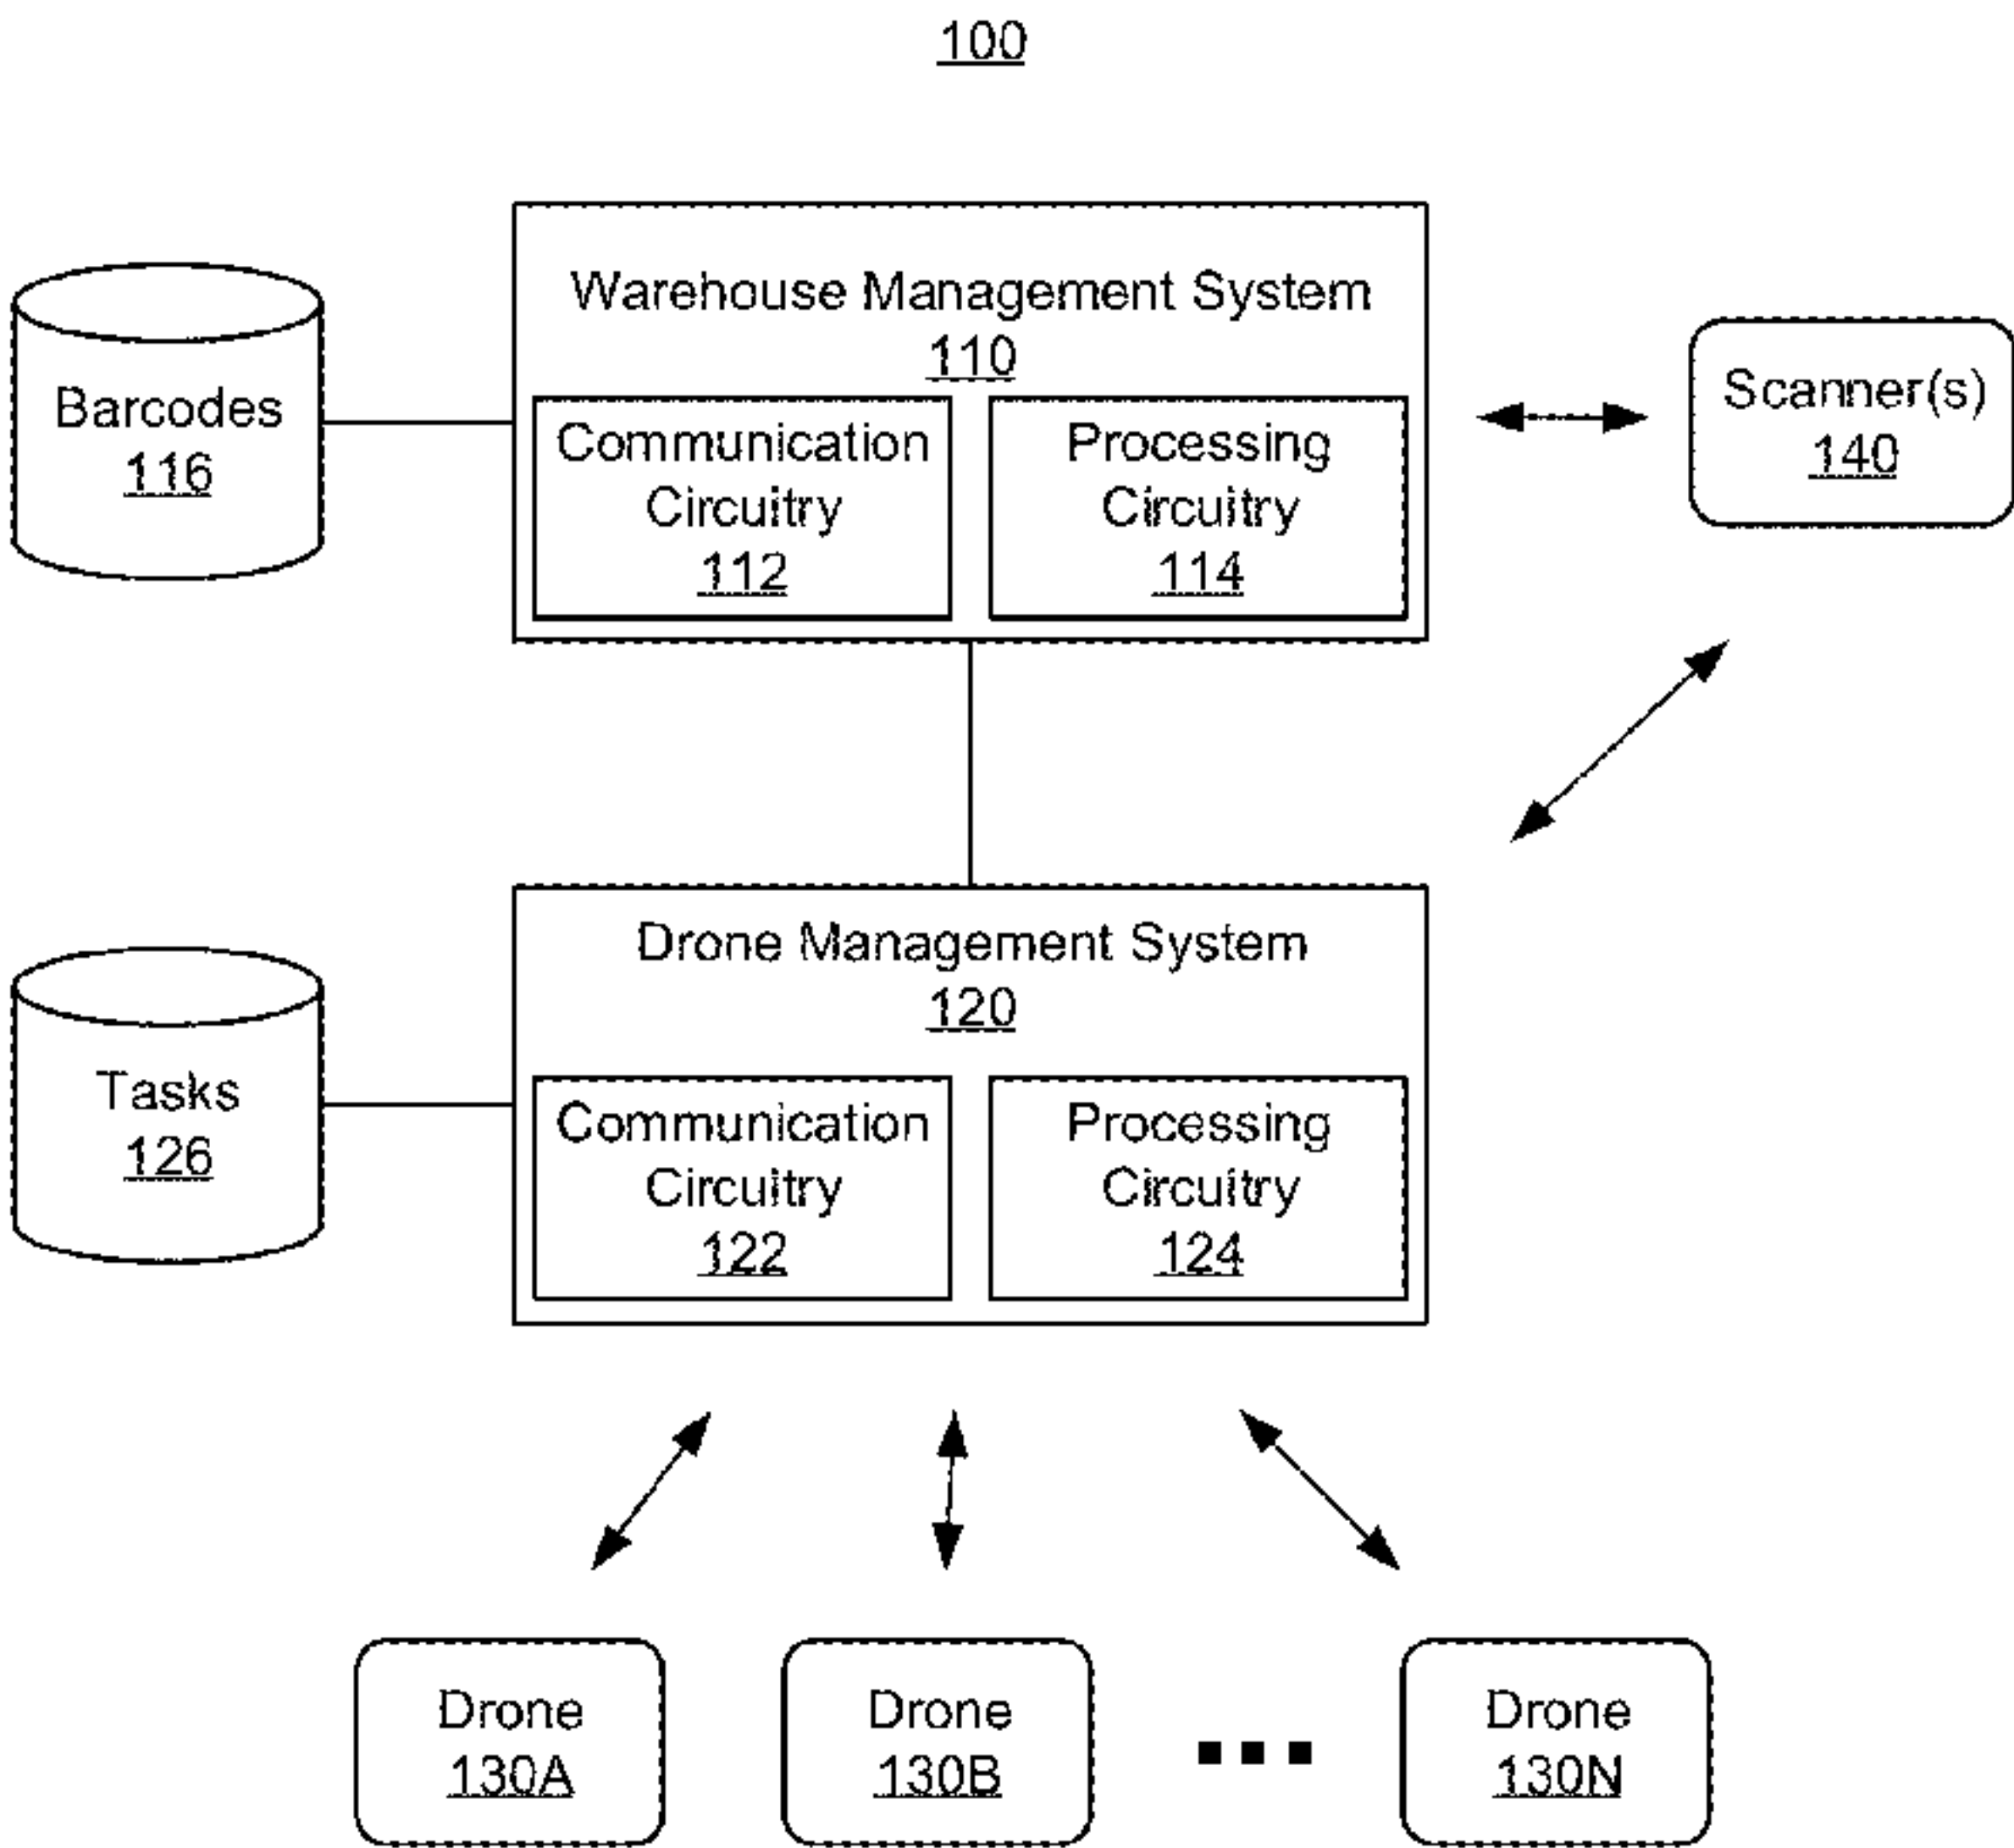 100
Warehouse Management System
110
Barcodes
116
Communication
Circuitry
112
Processing
Circuitry
114
Scanner(s)
140
Drone Management System
120
Tasks
126
Communication
Circuitry
122
Processing
Circuitry
124
Drone
130A
Drone
130B
Drone
130N